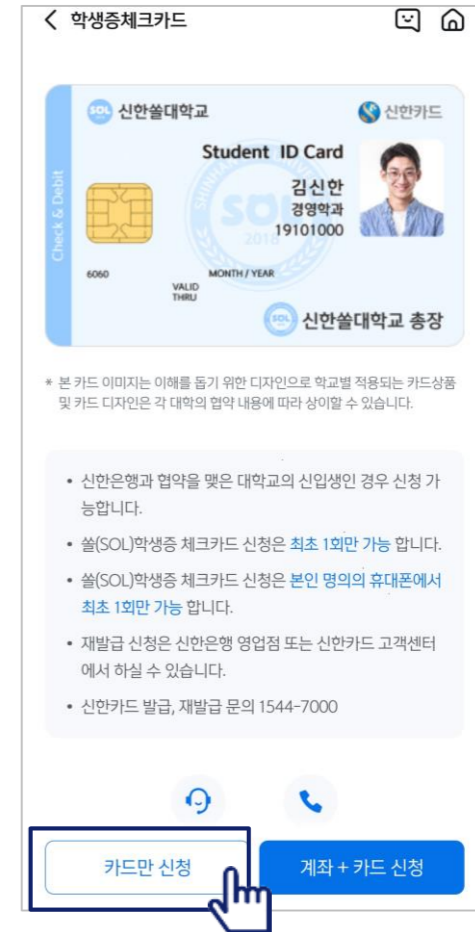 학생증체크카드
SOL 신한쏠대학교
신한카드
Student ID Card
김신한
경영학과
19101000
Check & Debit
SOL
2018
6060
MONTH / YEAR
VALID
THRU
SOL 신한쏠대학교 총장
* 본 카드 이미지는 이해를 돕기 위한 디자인으로 학교별 적용되는 카드상품
및 카드 디자인은 각 대학의 협약 내용에 따라 상이할 수 있습니다.
• 신한은행과 협약을 맺은 대학교의 신입생인 경우 신청 가
능합니다.
• 쏠(SOL)학생증 체크카드 신청은 최초 1회만 가능 합니다.
• 쏠(SOL)학생증 체크카드 신청은 본인 명의의 휴대폰에서
최초 1회만 가능 합니다.
• 재발급 신청은 신한은행 영업점 또는 신한카드 고객센터
에서 하실 수 있습니다.
• 신한카드 발급, 재발급 문의 1544-7000
카드만 신청
계좌 + 카드 신청